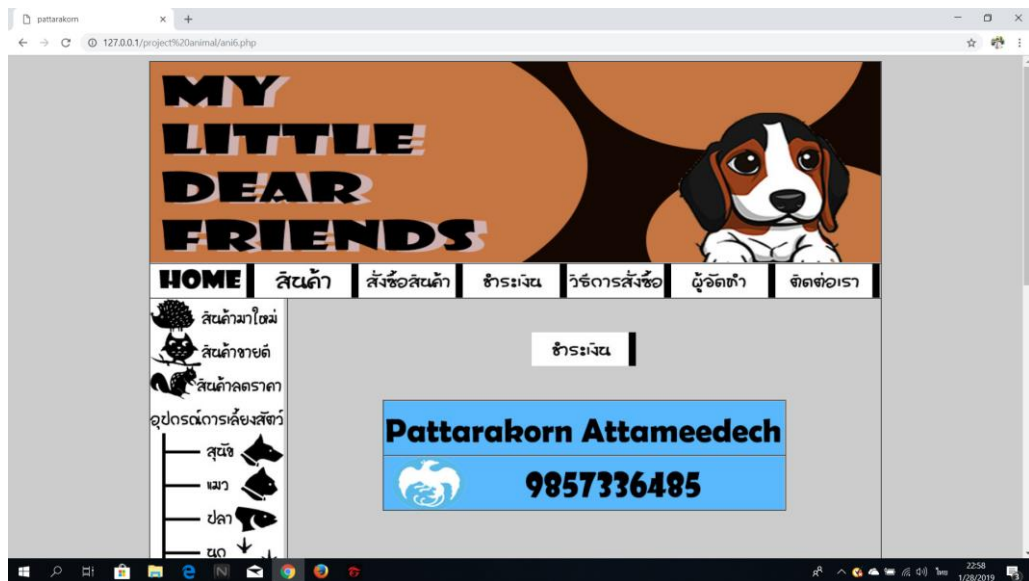 pattarakorn
127.0.0.1/project%20animal/ani6.php
MY
LITTLE
DEAR
FRIENDS
HOME สินค้า สั่งซื้อสินค้า ชำระเงิน วิธีการสั่งซื้อ ผู้จัดทำ ติดต่อเรา
สินค้ามาใหม่
สินค้าขายดี
สินค้าลดราคา
อุปกรณ์การเลี้ยงสัตว์
สุนัข
แมว
ปลา
นก
ชำระเงิน
Pattarakorn Attameedech
9857336485
ไทย
22:58
1/28/2019